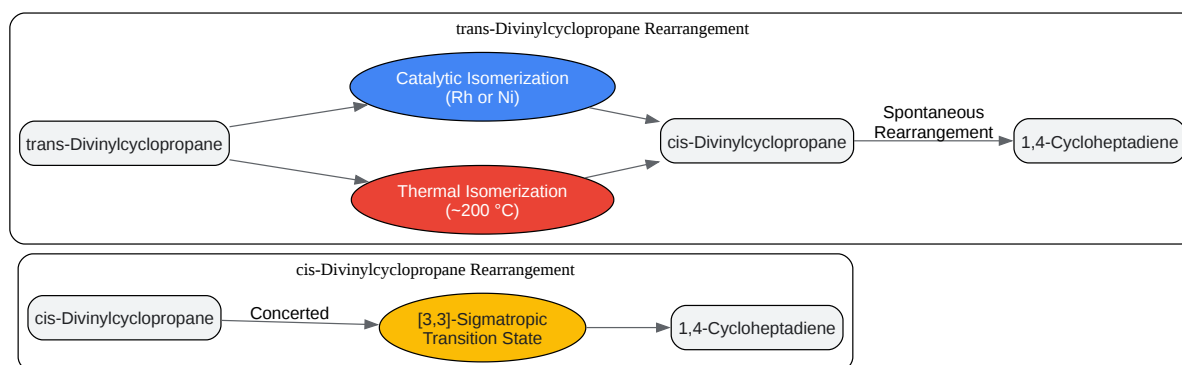 trans-Divinylcyclopropane Rearrangement
Catalytic Isomerization
(Rh or Ni)
trans-Divinylcyclopropane
Thermal Isomerization
(~200 °C)
cis-Divinylcyclopropane
Spontaneous
Rearrangement
1,4-Cycloheptadiene
cis-Divinylcyclopropane Rearrangement
cis-Divinylcyclopropane
Concerted
[3,3]-Sigmatropic
Transition State
1,4-Cycloheptadiene